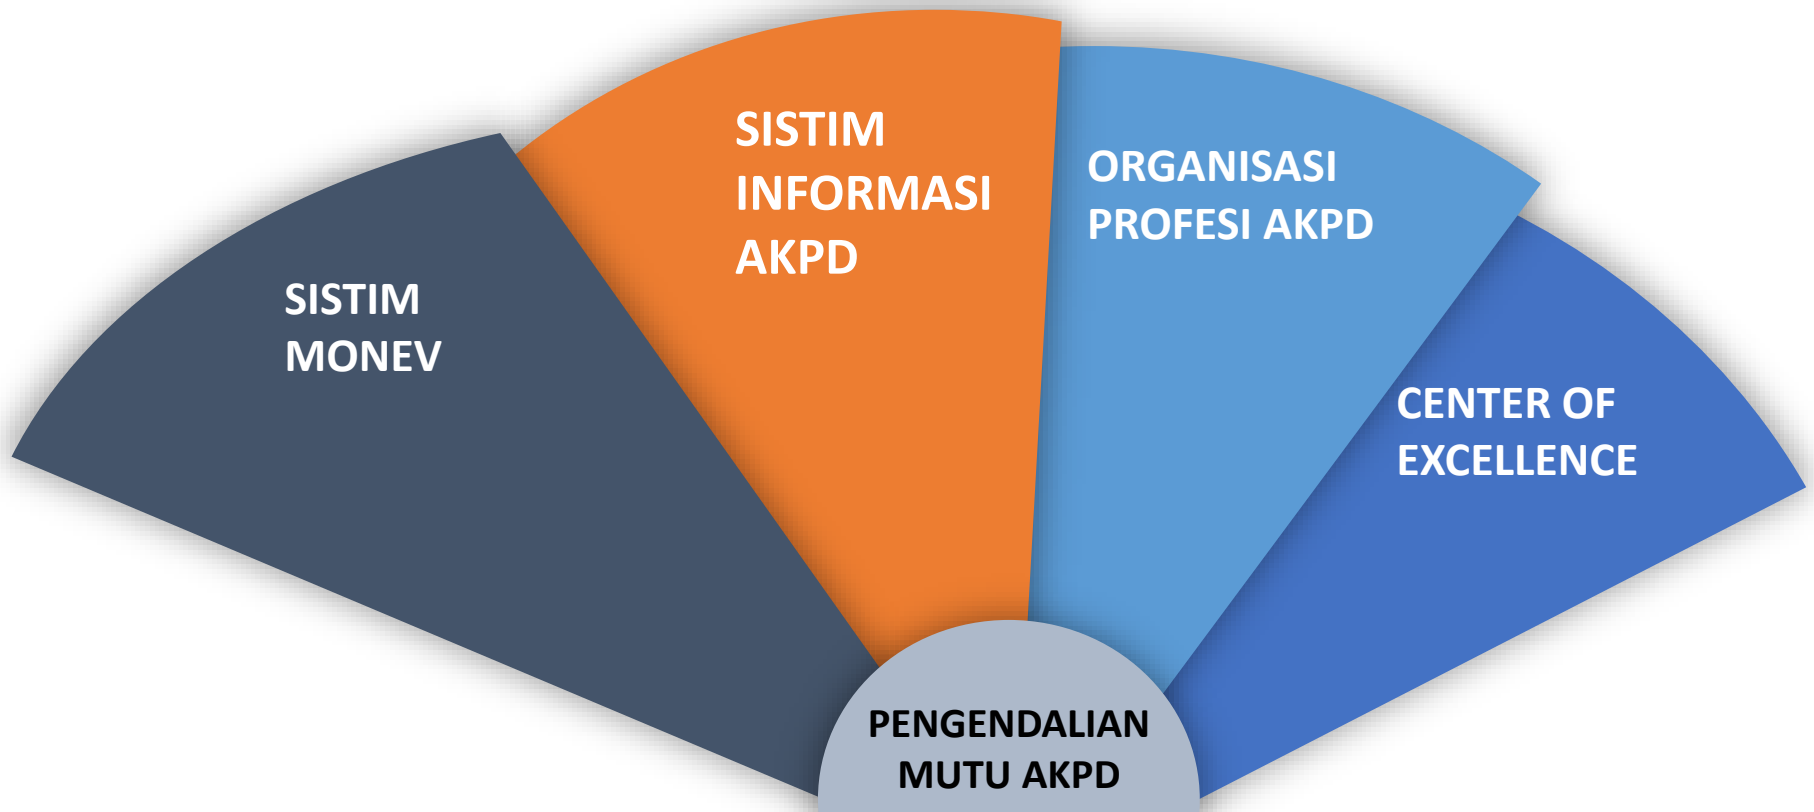 SISTIM
MONEV
SISTIM
INFORMASI
AKPD
ORGANISASI
PROFESI AKPD
CENTER OF
EXCELLENCE
PENGENDALIAN
MUTU AKPD